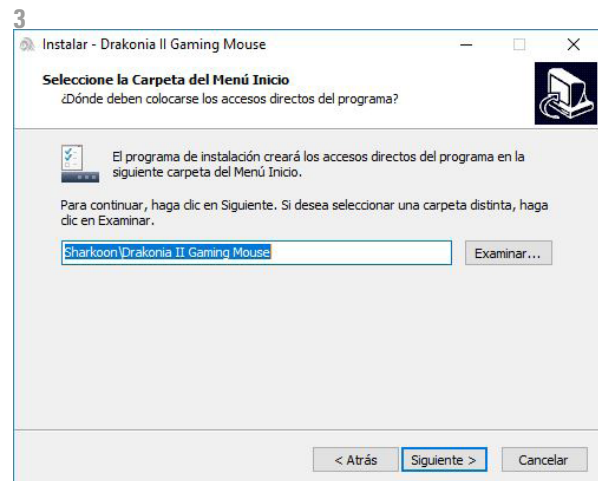 3
Instalar - Drakonia II Gaming Mouse
Seleccione la Carpeta del Menú Inicio
¿Dónde deben colocarse los accesos directos del programa?
El programa de instalación creará los accesos directos del programa en la
siguiente carpeta del Menú Inicio.
Para continuar, haga clic en Siguiente. Si desea seleccionar una carpeta distinta, haga
clic en Examinar.
Sharkoon\Drakonia II Gaming Mouse
Examinar...
< Atrás
Siguiente >
Cancelar